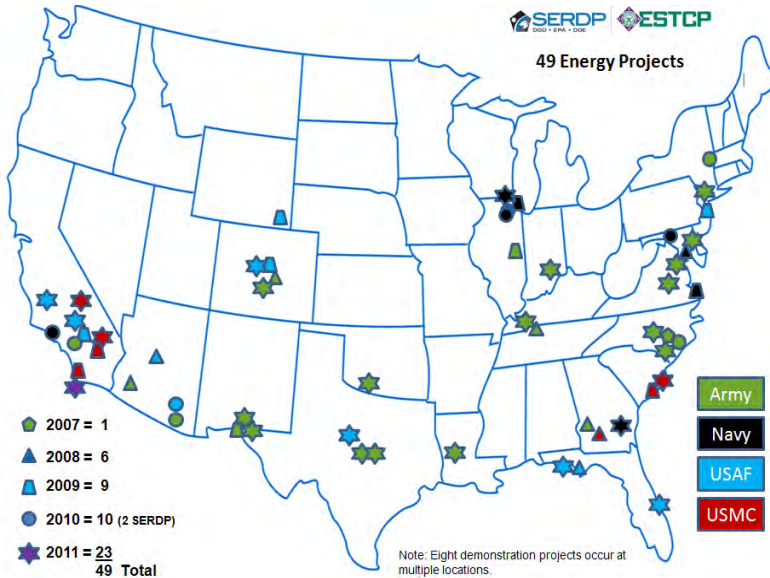 SERDP ESTCP
DOD • EPA • DOE
49 Energy Projects
Army
Navy
USAF
USMC
2007 = 1
2008 = 6
2009 = 9
2010 = 10 (2 SERDP)
2011 = 23
49 Total
Note: Eight demonstration projects occur at
multiple locations.